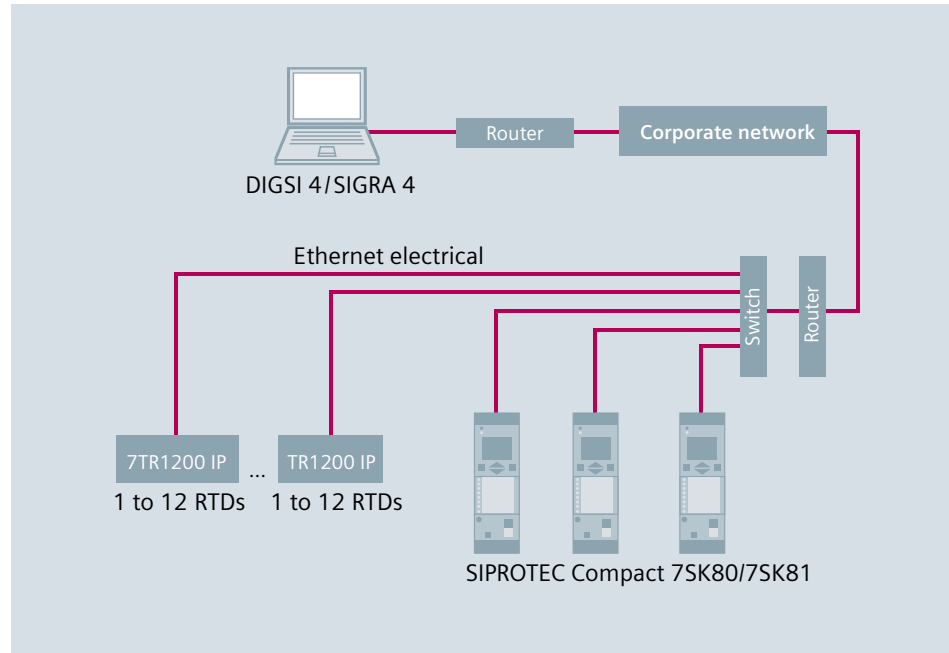 Router
Corporate network
DIGSI 4/SIGRA 4
Ethernet electrical
Switch
Router
7TR1200 IP
...
TR1200 IP
1 to 12 RTDs
1 to 12 RTDs
SIPROTEC Compact 7SK80/7SK81